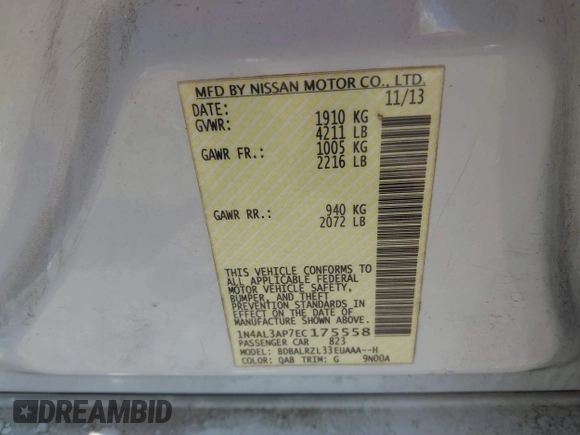 MFD BY NISSAN MOTOR CO., LTD.
DATE: 11/13
GVWR: 1910 KG
4211 LB
GAWR FR.: 1005 KG
2216 LB
GAWR RR.: 940 KG
2072 LB
THIS VEHICLE CONFORMS TO
ALL APPLICABLE FEDERAL
MOTOR VEHICLE SAFETY,
BUMPER, AND THEFT
PREVENTION STANDARDS IN
EFFECT ON THE DATE OF
MANUFACTURE SHOWN ABOVE.
1N4AL3AP7EC175558
PASSENGER CAR 823
MODEL: BDBALRZL33EUAAA--H
COLOR: QAB TRIM: G 9N00A
DREAMBID